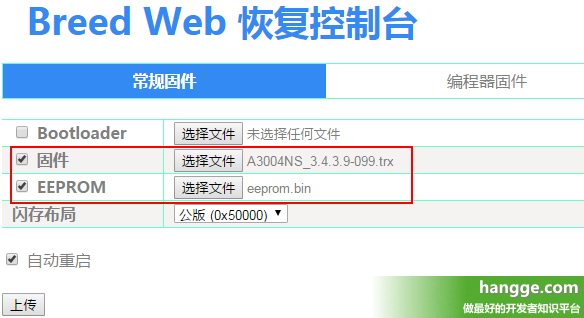 Breed Web 恢复控制台
常规固件 编程器固件
Bootloader 选择文件 未选择任何文件
固件 选择文件 A3004NS_3.4.3.9-099.trx
EEPROM 选择文件 eeprom.bin
闪存布局 公版 (0x50000)
自动重启
上传
hangge.com
做最好的开发者知识平台